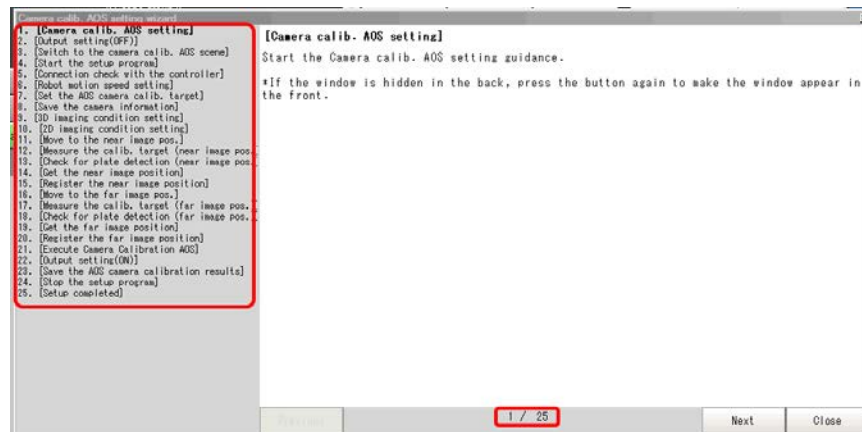 Camera calib. AOS setting wizard
1. [Camera calib. AOS setting]
2. [Output setting(OFF)]
3. [Switch to the camera calib. AOS scene]
4. [Start the setup program]
5. [Connection check with the controller]
6. [Robot motion speed setting]
7. [Set the AOS camera calib. target]
8. [Save the camera information]
9. [3D imaging condition setting]
10. [2D imaging condition setting]
11. [Move to the near image pos.]
12. [Measure the calib. target (near image pos.
13. [Check for plate detection (near image pos.
14. [Get the near image position]
15. [Register the near image position]
16. [Move to the far image pos.]
17. [Measure the calib. target (far image pos.
18. [Check for plate detection (far image pos.
19. [Get the far image position]
20. [Register the far image position]
21. [Execute Camera Calibration AOS]
22. [Output setting(ON)]
23. [Save the AOS camera calibration results]
24. [Stop the setup program]
25. [Setup completed]
[Camera calib. AOS setting]
Start the Camera calib. AOS setting guidance.
*If the window is hidden in the back, press the button again to make the window appear in
the front.
Previous
1 / 25
Next
Close